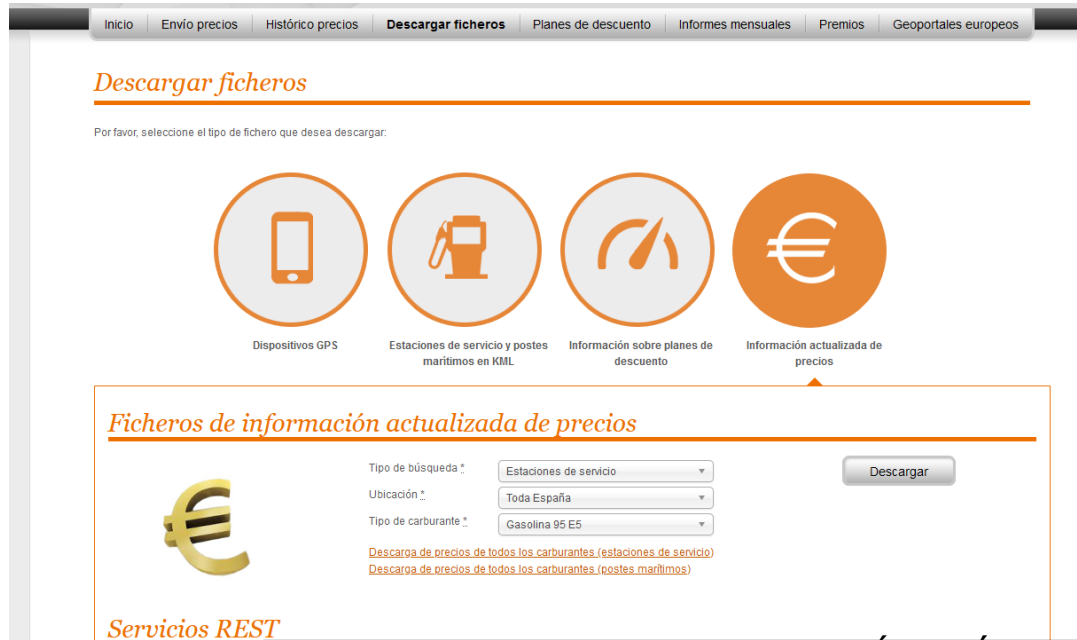 Inicio Envío precios Histórico precios Descargar ficheros Planes de descuento Informes mensuales Premios Geoportales europeos
Descargar ficheros
Por favor, seleccione el tipo de fichero que desea descargar:
Dispositivos GPS
Estaciones de servicio y postes
marítimos en KML
Información sobre planes de
descuento
Información actualizada de
precios
Ficheros de información actualizada de precios
Tipo de búsqueda * Estaciones de servicio Descargar
Ubicación * Toda España
Tipo de carburante * Gasolina 95 E5
Descarga de precios de todos los carburantes (estaciones de servicio)
Descarga de precios de todos los carburantes (postes marítimos)
Servicios REST